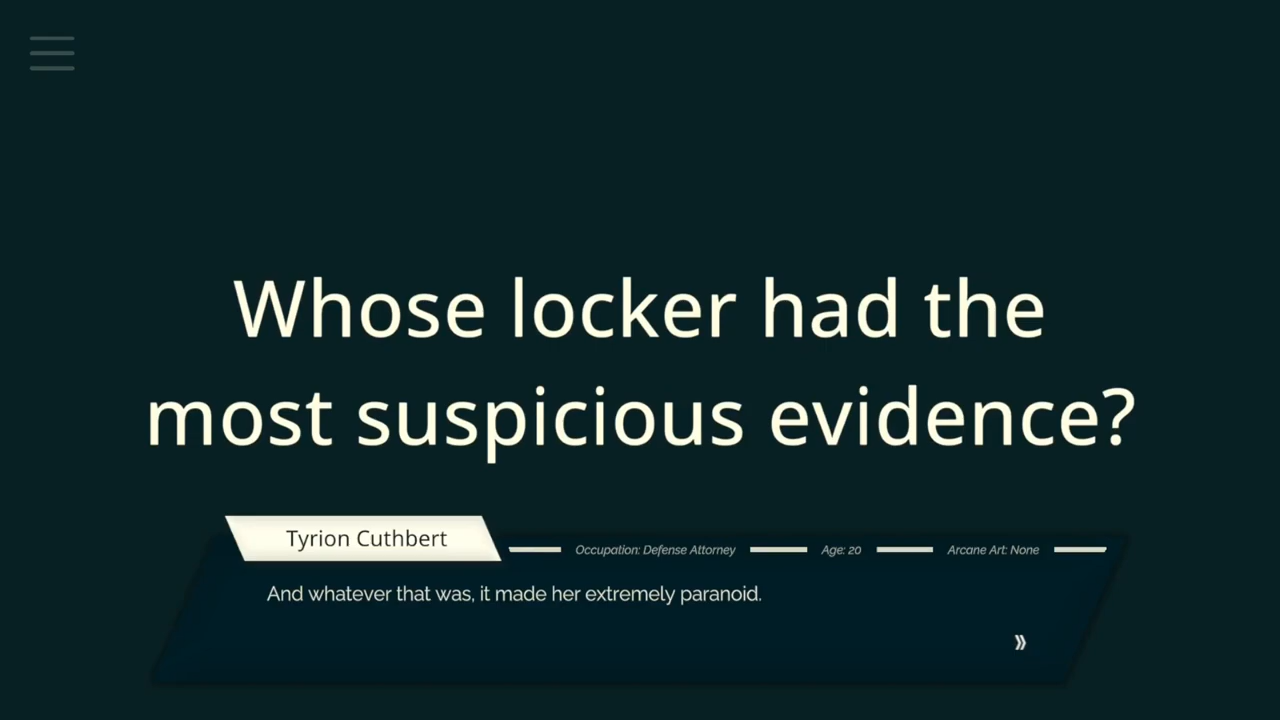 Whose locker had the
most suspicious evidence?
Tyrion Cuthbert
Occupation: Defense Attorney
Age: 20
Arcane Art: None
And whatever that was, it made her extremely paranoid.